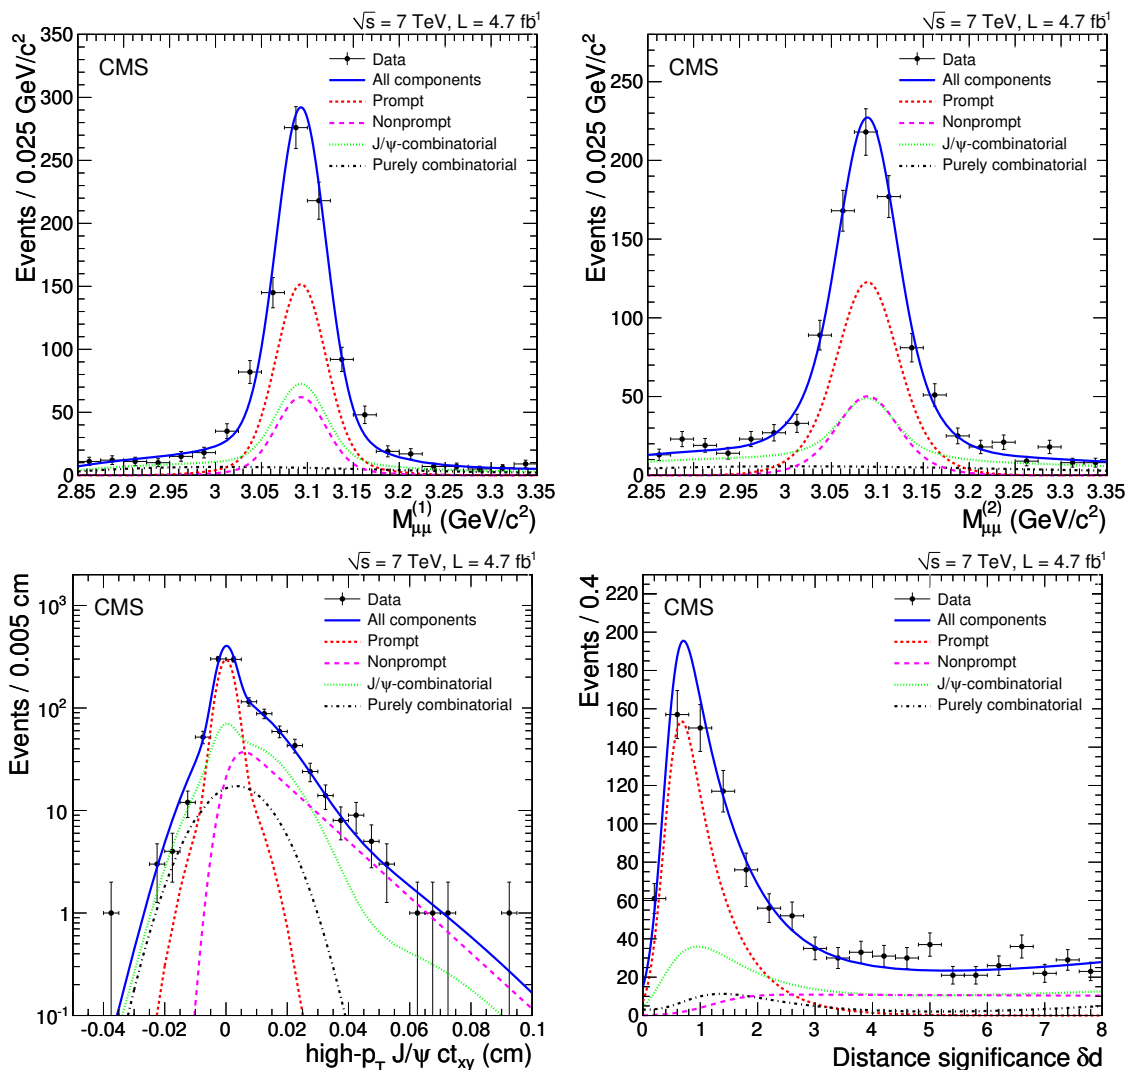 √s = 7 TeV, L = 4.7 fb⁻¹
CMS
Data
All components
Prompt
Nonprompt
J/ψ-combinatorial
Purely combinatorial
Events / 0.025 GeV/c²
350
300
250
200
150
100
50
0
2.85 2.9 2.95 3 3.05 3.1 3.15 3.2 3.25 3.3 3.35
M_μμ^(1) (GeV/c²)
√s = 7 TeV, L = 4.7 fb⁻¹
CMS
Data
All components
Prompt
Nonprompt
J/ψ-combinatorial
Purely combinatorial
Events / 0.025 GeV/c²
250
200
150
100
50
0
2.85 2.9 2.95 3 3.05 3.1 3.15 3.2 3.25 3.3 3.35
M_μμ^(2) (GeV/c²)
√s = 7 TeV, L = 4.7 fb⁻¹
CMS
Data
All components
Prompt
Nonprompt
J/ψ-combinatorial
Purely combinatorial
Events / 0.005 cm
10³
10²
10
1
10⁻¹
-0.04 -0.02 0 0.02 0.04 0.06 0.08 0.1
high-p_T J/ψ ct_xy (cm)
√s = 7 TeV, L = 4.7 fb⁻¹
CMS
Data
All components
Prompt
Nonprompt
J/ψ-combinatorial
Purely combinatorial
Events / 0.4
220
200
180
160
140
120
100
80
60
40
20
0
0 1 2 3 4 5 6 7 8
Distance significance δd